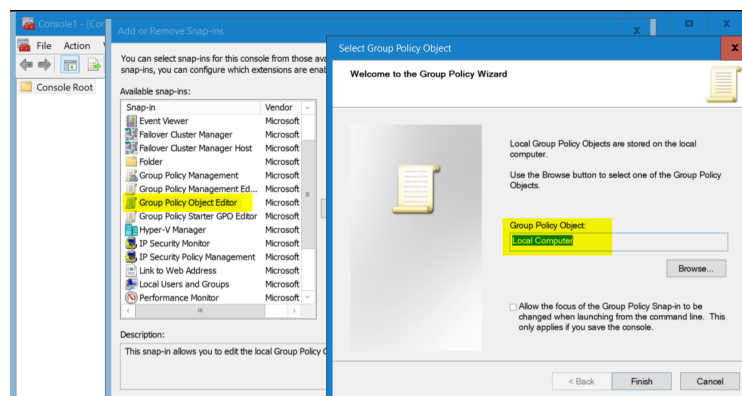 Console1 - [Con
Add or Remove Snap-ins
x
x
File Action
Select Group Policy Object
x
You can select snap-ins for this console from those ava
snap-ins, you can configure which extensions are enab
Welcome to the Group Policy Wizard
Console Root
Available snap-ins:
Snap-in Vendor
Event Viewer Microsoft
Failover Cluster Manager Microsoft
Failover Cluster Manager Host Microsoft
Folder Microsoft
Group Policy Management Microsoft
Group Policy Management Ed... Microsoft
Group Policy Object Editor Microsoft
Group Policy Starter GPO Editor Microsoft
Hyper-V Manager Microsoft
IP Security Monitor Microsoft
IP Security Policy Management Microsoft
Link to Web Address Microsoft
Local Users and Groups Microsoft
Performance Monitor Microsoft
Local Group Policy Objects are stored on the local
computer.
Use the Browse button to select one of the Group Policy
Objects.
Group Policy Object:
Local Computer
Browse...
Allow the focus of the Group Policy Snap-in to be
changed when launching from the command line. This
only applies if you save the console.
Description:
This snap-in allows you to edit the local Group Policy
< Back Finish Cancel